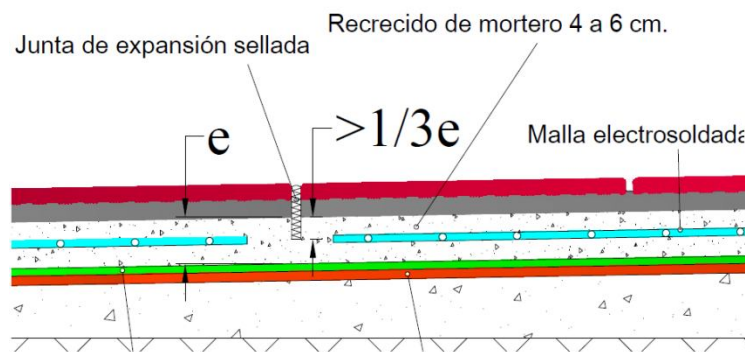 Recrecido de mortero 4 a 6 cm.
Junta de expansión sellada
e
>1/3e
Malla electrosoldada